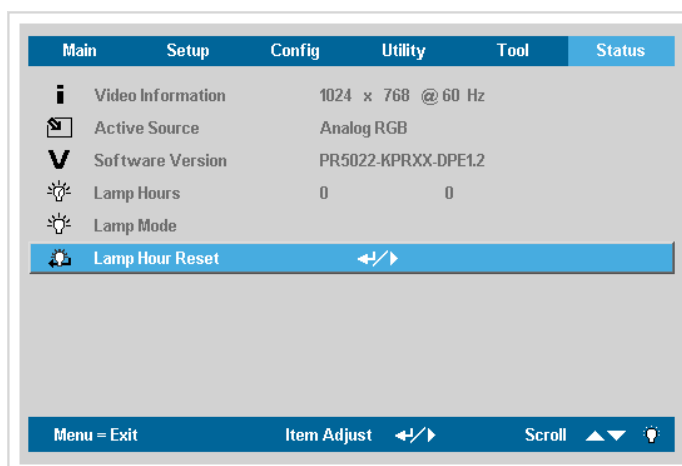 Main Setup Config Utility Tool Status
Video Information 1024 x 768 @ 60 Hz
Active Source Analog RGB
Software Version PR5022-KPRXX-DPE1.2
Lamp Hours 0 0
Lamp Mode
Lamp Hour Reset
Menu = Exit Item Adjust Scroll